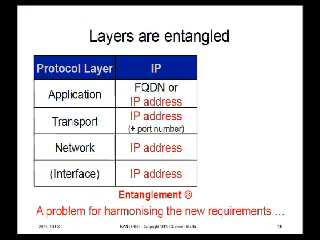 Layers are entangled
Protocol Layer IP
Application FQDN or
IP address
Transport IP address
(+ port number)
Network IP address
(Interface) IP address
Entanglement ☹
A problem for harmonising the new requirements ...